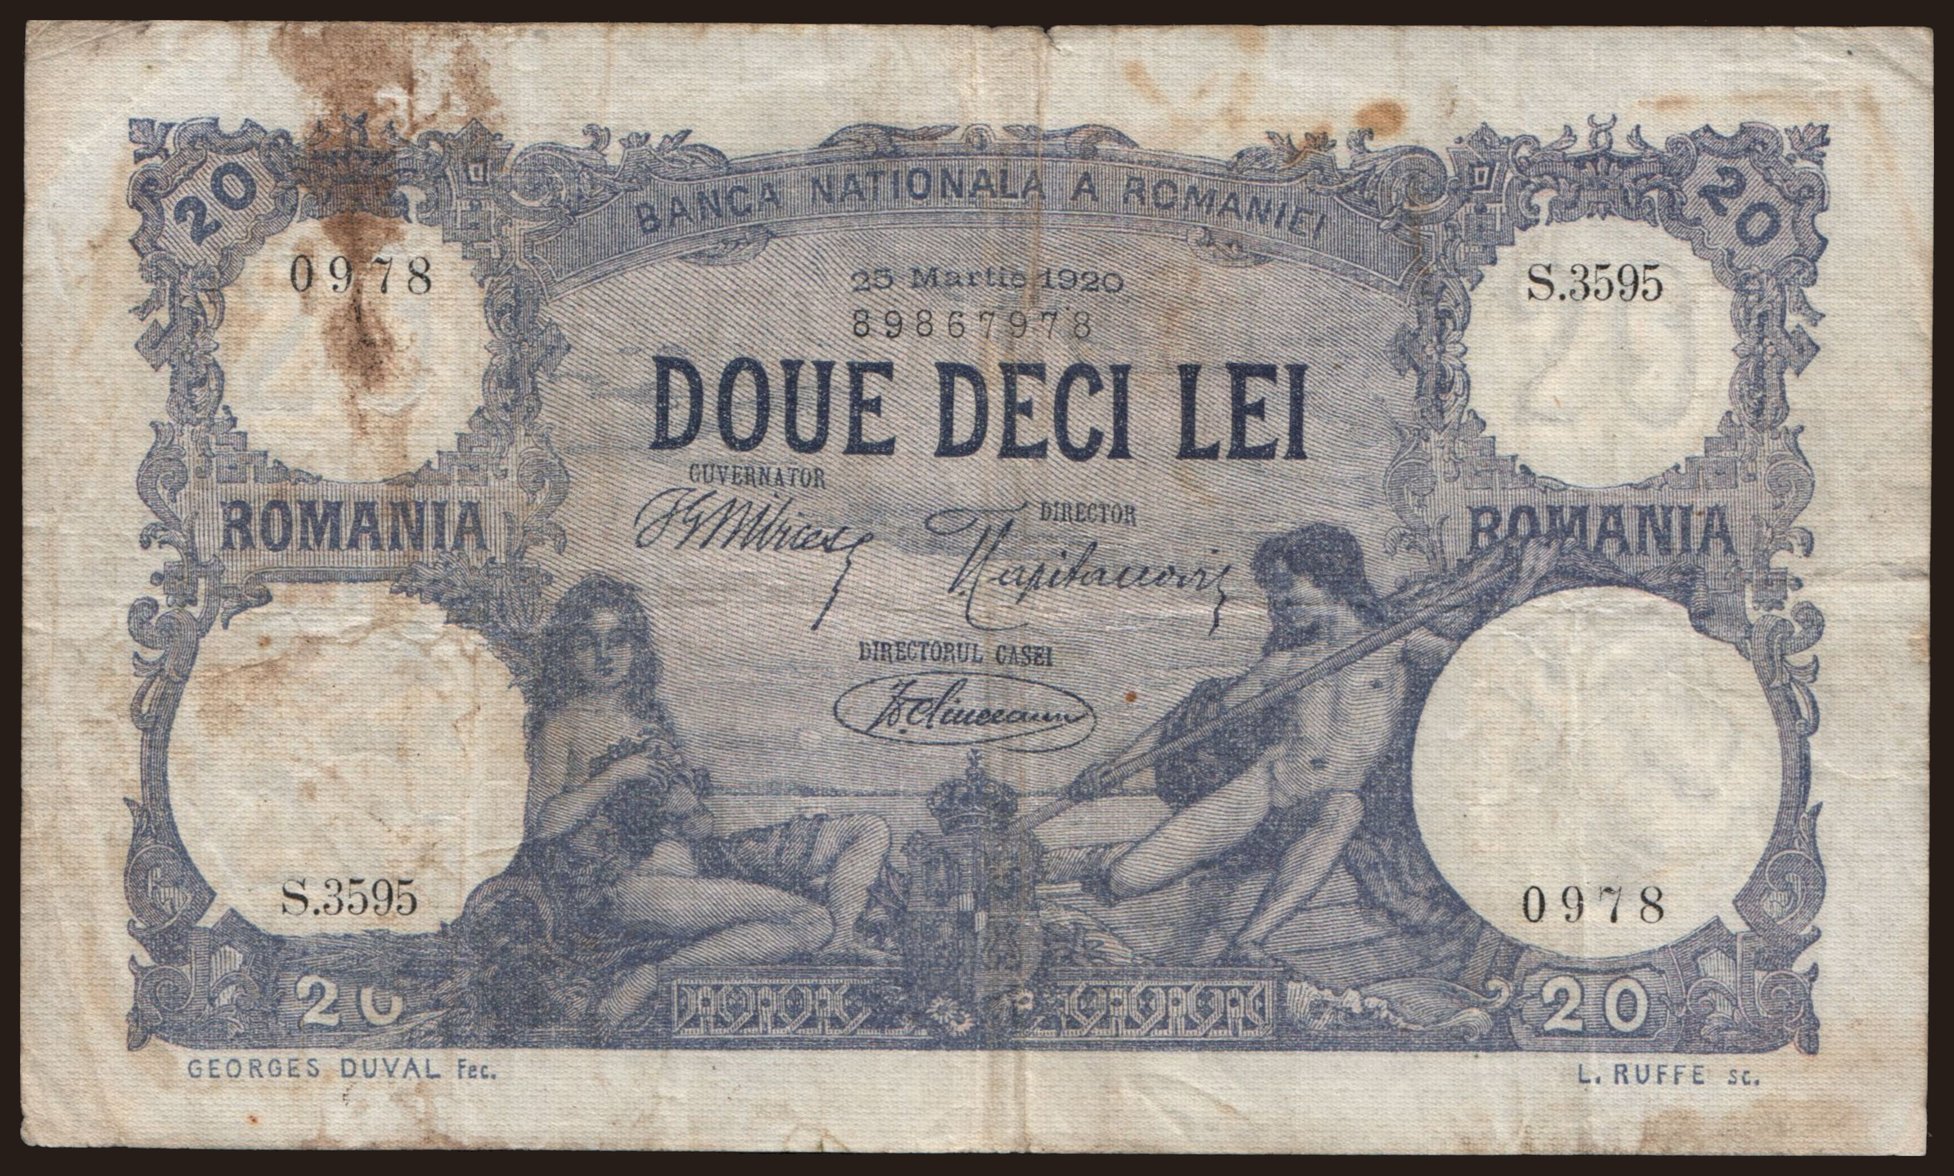 20 20
BANCA NATIONALA A ROMANIEI
0978 S.3595
25 Martie 1920
89867978
DOUE DECI LEI
GUVERNATOR
DIRECTOR
ROMANIA ROMANIA
DIRECTORUL CASEI
S.3595 0978
20 20
GEORGES DUVAL Fec. L. RUFFE sc.